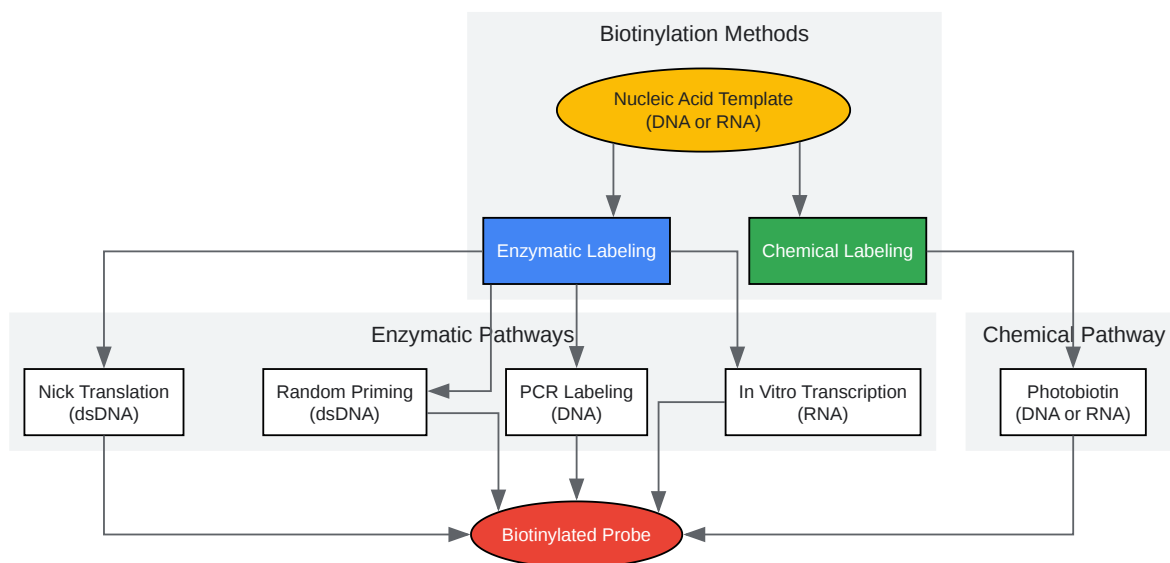 Biotinylation Methods
Nucleic Acid Template
(DNA or RNA)
Enzymatic Labeling
Chemical Labeling
Enzymatic Pathways
Chemical Pathway
Nick Translation
(dsDNA)
Random Priming
(dsDNA)
PCR Labeling
(DNA)
In Vitro Transcription
(RNA)
Photobiotin
(DNA or RNA)
Biotinylated Probe